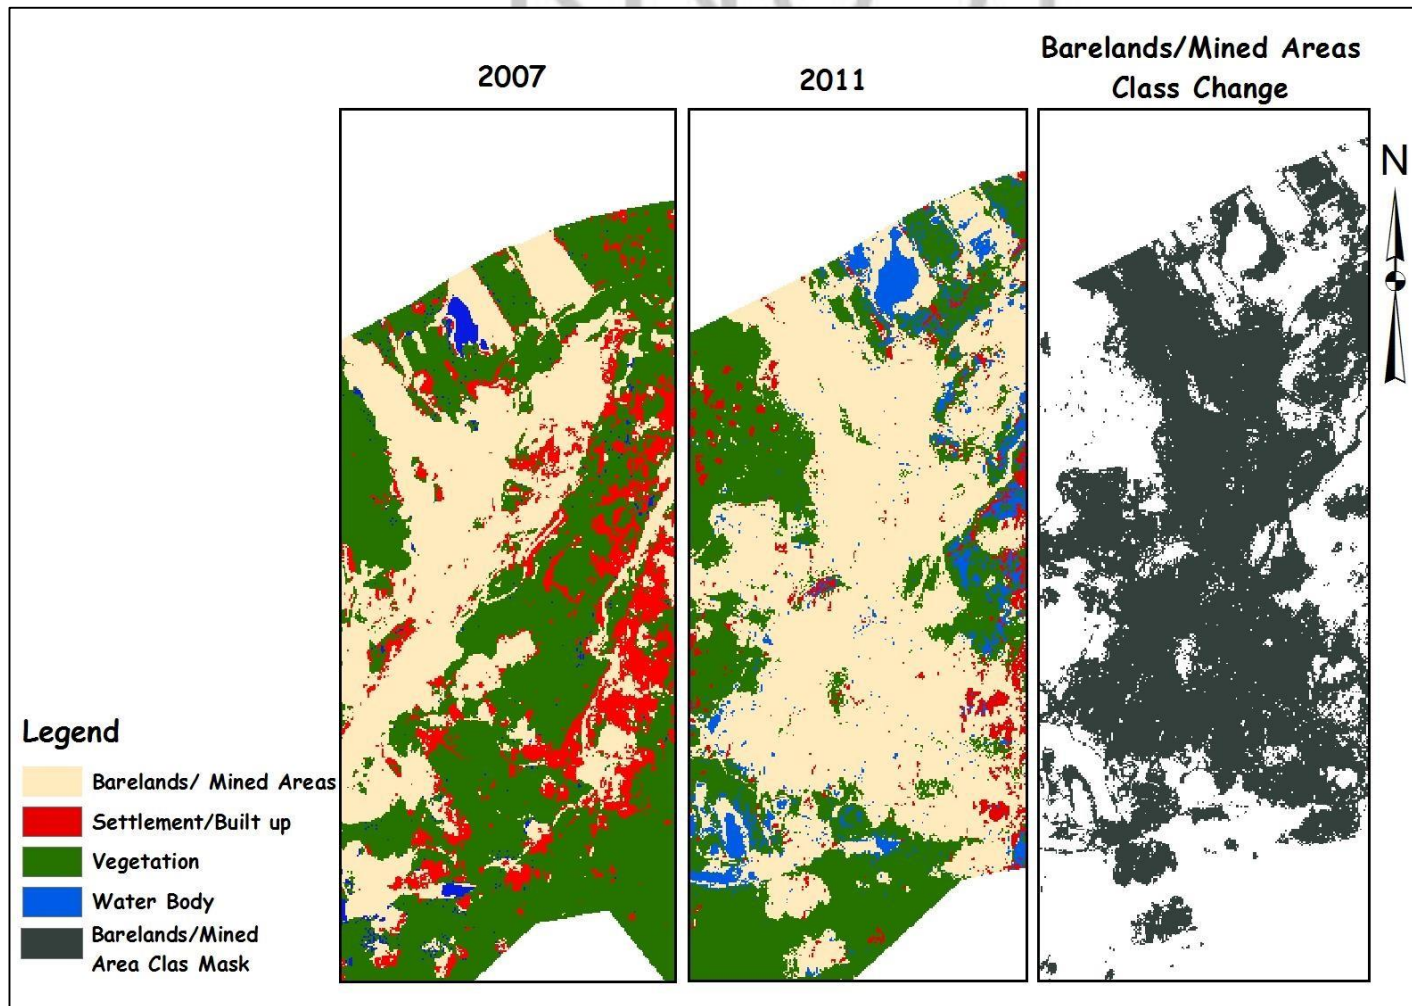 2007
2011
Barelands/Mined Areas
Class Change
N
Legend
Barelands/ Mined Areas
Settlement/Built up
Vegetation
Water Body
Barelands/Mined
Area Clas Mask